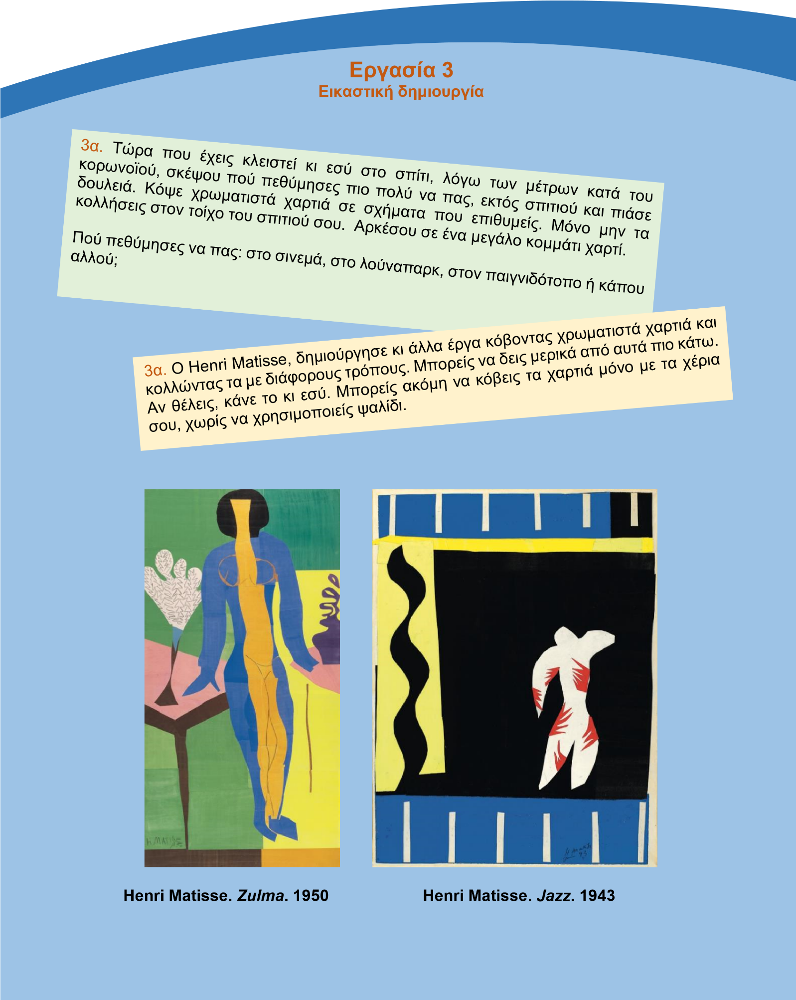 Εργασία 3
Εικαστική δημιουργία
3α. Τώρα που έχεις κλειστεί κι εσύ στο σπίτι, λόγω των μέτρων κατά του
κορωνοϊού, σκέψου πού πεθύμησες πιο πολύ να πας, εκτός σπιτιού και πιάσε
δουλειά. Κόψε χρωματιστά χαρτιά σε σχήματα που επιθυμείς. Μόνο μην τα
κολλήσεις στον τοίχο του σπιτιού σου. Αρκέσου σε ένα μεγάλο κομμάτι χαρτί.
Πού πεθύμησες να πας: στο σινεμά, στο λούναπαρκ, στον παιγνιδότοπο ή κάπου
αλλού;
3α. Ο Henri Matisse, δημιούργησε κι άλλα έργα κόβοντας χρωματιστά χαρτιά και
κολλώντας τα με διάφορους τρόπους. Μπορείς να δεις μερικά από αυτά πιο κάτω.
Αν θέλεις, κάνε το κι εσύ. Μπορείς ακόμη να κόβεις τα χαρτιά μόνο με τα χέρια
σου, χωρίς να χρησιμοποιείς ψαλίδι.
H. MATISSE
Henri Matisse. Zulma. 1950
Henri Matisse. Jazz. 1943